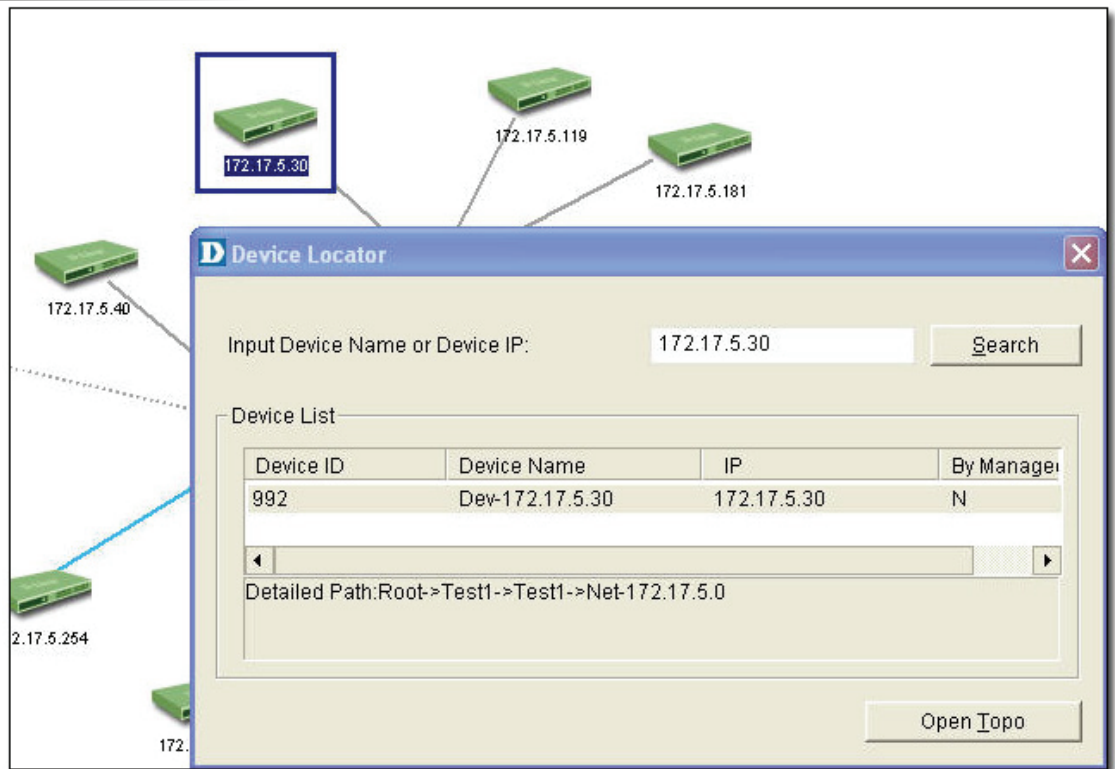 172.17.5.30
172.17.5.119
172.17.5.181
172.17.5.40
D Device Locator
Input Device Name or Device IP: 172.17.5.30 Search
Device List
Device ID Device Name IP By Manage
992 Dev-172.17.5.30 172.17.5.30 N
Detailed Path:Root->Test1->Test1->Net-172.17.5.0
2.17.5.254
172.
Open Topo